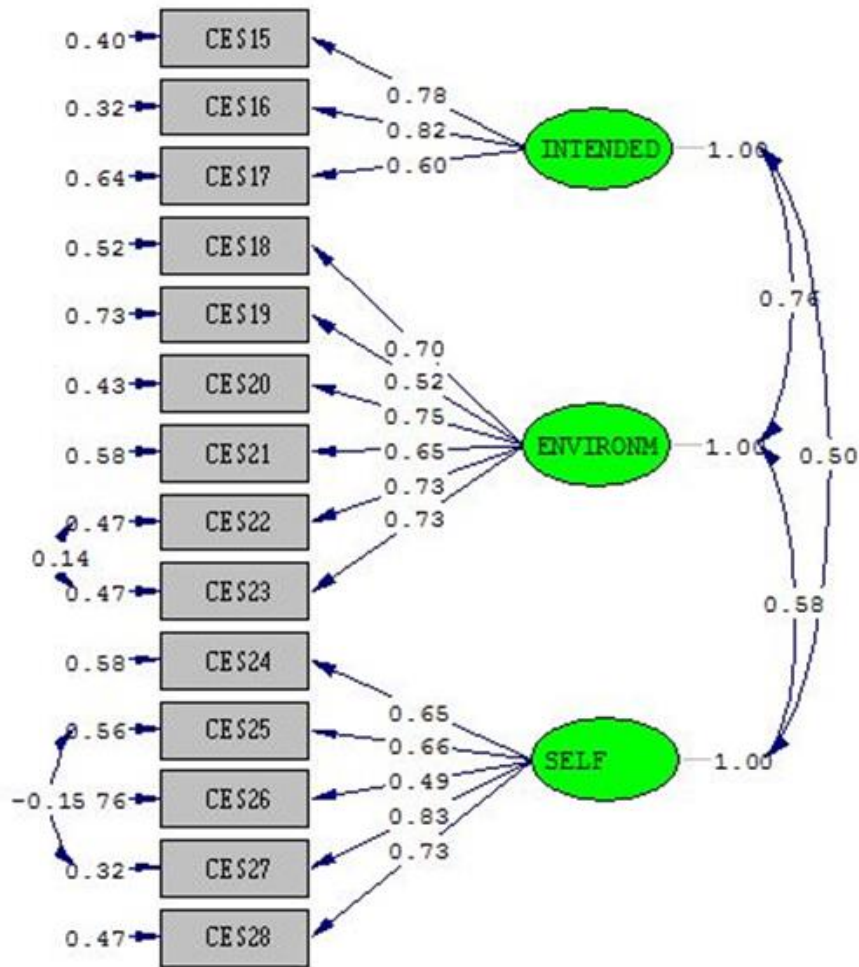 0.40 CES15
0.78
0.32 CES16
0.82
INTENDED 1.00
0.60
0.64 CES17
0.52 CES18
0.76
0.73 CES19
0.70
0.52
0.43 CES20
0.75
ENVIRONM 1.00 0.50
0.58 CES21
0.65
0.73
0.47 CES22
0.73
0.14
0.47 CES23
0.58
0.58 CES24
0.65
0.56 CES25
0.66
SELF 1.00
0.49
-0.15 76 CES26
0.83
0.73
0.32 CES27
0.47 CES28